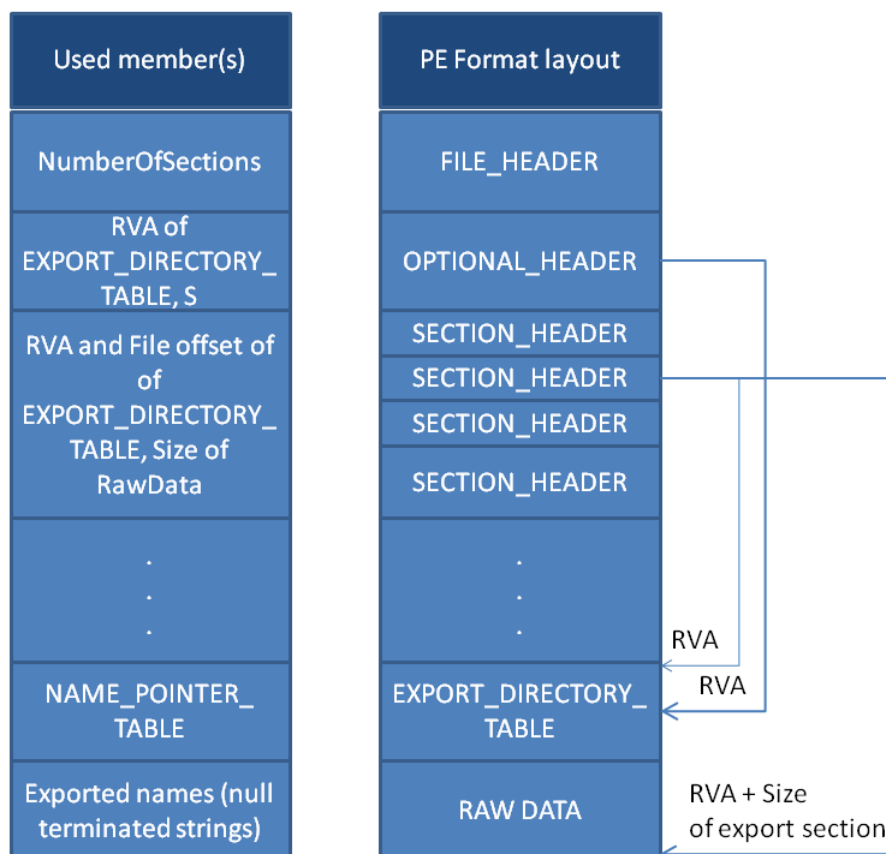 Used member(s)
PE Format layout
NumberOfSections
FILE_HEADER
RVA of
EXPORT_DIRECTORY_
TABLE, S
OPTIONAL_HEADER
RVA and File offset of
of
EXPORT_DIRECTORY_
TABLE, Size of
RawData
SECTION_HEADER
SECTION_HEADER
SECTION_HEADER
SECTION_HEADER
.
.
.
.
.
.
RVA
NAME_POINTER_
TABLE
EXPORT_DIRECTORY_
TABLE
RVA
Exported names (null
terminated strings)
RAW DATA
RVA + Size
of export section